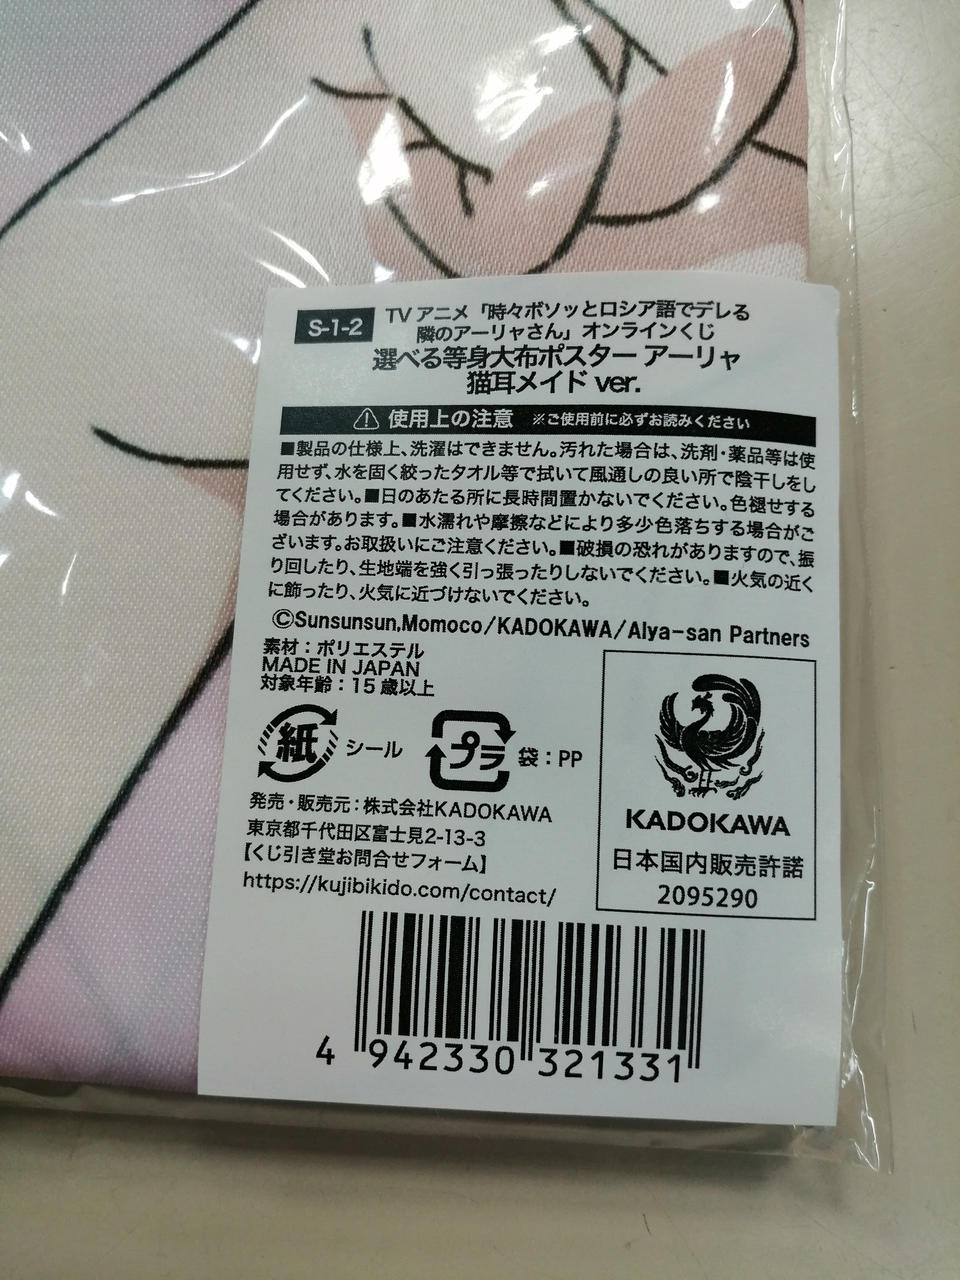 S-1-2
TV アニメ「時々ボソッとロシア語でデレる
隣のアーリャさん」オンラインくじ
選べる等身大布ポスター アーリャ
猫耳メイド ver.
使用上の注意 ※ご使用前に必ずお読みください
■製品の仕様上、洗濯はできません。汚れた場合は、洗剤・薬品等は使
用せず、水を固く絞ったタオル等で拭いて風通しの良い所で陰干しをし
てください。■日のあたる所に長時間置かないでください。色褪せする
場合があります。■水濡れや摩擦などにより多少色落ちする場合がご
ざいます。お取扱いにご注意ください。■破損の恐れがありますので、振
り回したり、生地端を強く引っ張ったりしないでください。■火気の近く
に飾ったり、火気に近づけないでください。
©Sunsunsun,Momoco/KADOKAWA/Alya-san Partners
素材：ポリエステル
MADE IN JAPAN
対象年齢：15歳以上
紙 シール
プラ 袋：PP
発売・販売元：株式会社KADOKAWA
東京都千代田区富士見2-13-3
【くじ引き堂お問合せフォーム】
https://kujibikido.com/contact/
KADOKAWA
日本国内販売許諾
2095290
4 942330 321331